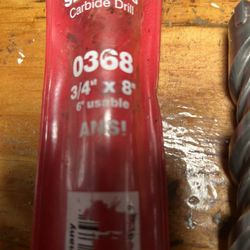 Carbide Drill
0368
3/4" x 8"
6" usable
ANSI